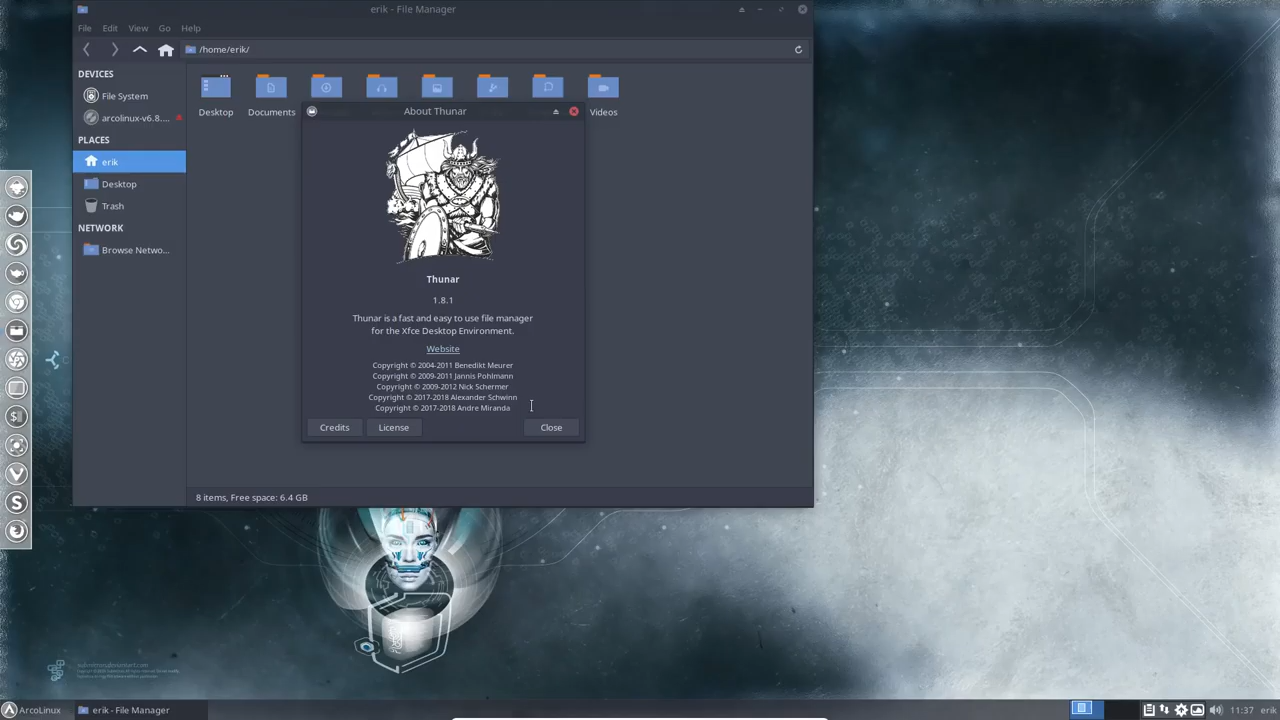 erik - File Manager
File Edit View Go Help
/home/erik/
DEVICES
File System
arcolinux-v6.8....
PLACES
erik
Desktop
Trash
NETWORK
Browse Netwo...
Desktop
Documents
Videos
About Thunar
Thunar
1.8.1
Thunar is a fast and easy to use file manager
for the Xfce Desktop Environment.
Website
Copyright © 2004-2011 Benedikt Meurer
Copyright © 2009-2011 Jannis Pohlmann
Copyright © 2009-2012 Nick Schermer
Copyright © 2017-2018 Alexander Schwinn
Copyright © 2017-2018 Andre Miranda
Credits
License
Close
8 items, Free space: 6.4 GB
ArcoLinux
erik - File Manager
11:37
erik